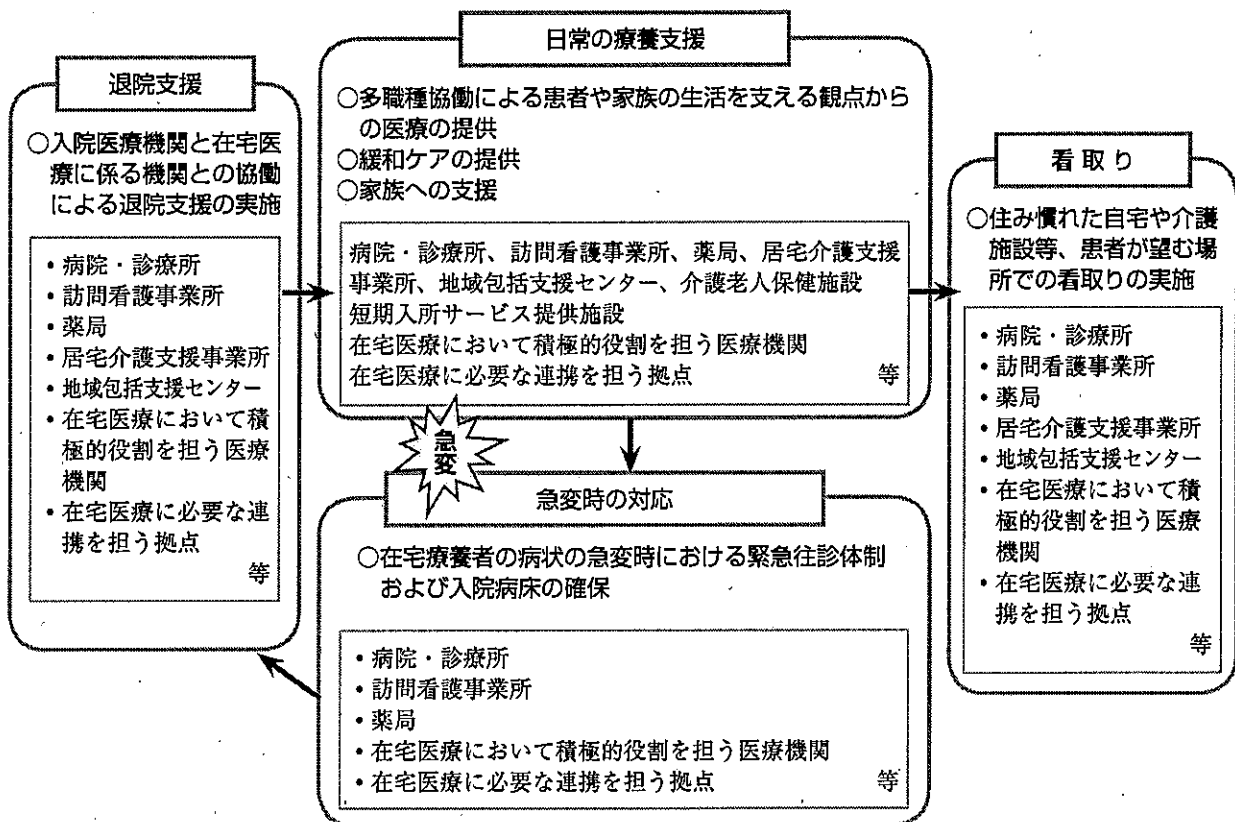 退院支援
○入院医療機関と在宅医
療に係る機関との協働
による退院支援の実施
・病院・診療所
・訪問看護事業所
・薬局
・居宅介護支援事業所
・地域包括支援センター
・在宅医療において積
極的役割を担う医療
機関
・在宅医療に必要な連
携を担う拠点
等
日常の療養支援
○多職種協働による患者や家族の生活を支える観点から
の医療の提供
○緩和ケアの提供
○家族への支援
病院・診療所、訪問看護事業所、薬局、居宅介護支援
事業所、地域包括支援センター、介護老人保健施設
短期入所サービス提供施設
在宅医療において積極的役割を担う医療機関
在宅医療に必要な連携を担う拠点 等
急変
急変時の対応
○在宅療養者の病状の急変時における緊急往診体制
および入院病床の確保
・病院・診療所
・訪問看護事業所
・薬局
・在宅医療において積極的役割を担う医療機関
・在宅医療に必要な連携を担う拠点 等
看取り
○住み慣れた自宅や介護
施設等、患者が望む場
所での看取りの実施
・病院・診療所
・訪問看護事業所
・薬局
・居宅介護支援事業所
・地域包括支援センター
・在宅医療において積
極的役割を担う医療
機関
・在宅医療に必要な連
携を担う拠点
等